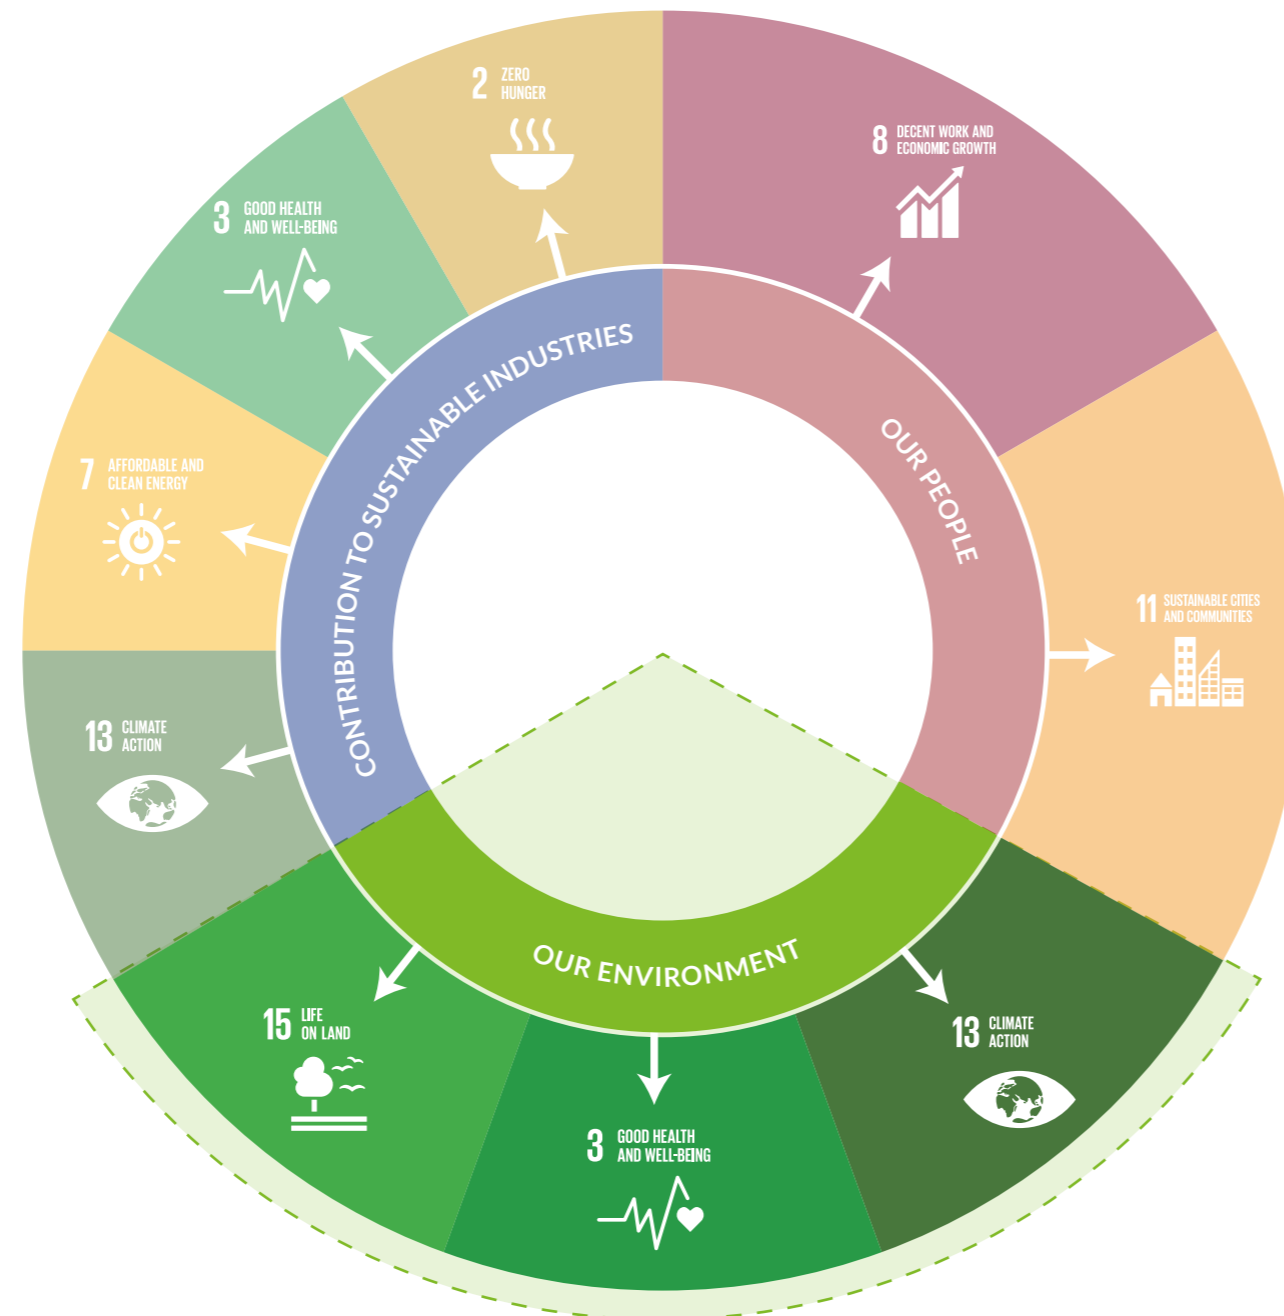 2 ZERO
HUNGER
8 DECENT WORK AND
ECONOMIC GROWTH
3 GOOD HEALTH
AND WELL-BEING
CONTRIBUTION TO SUSTAINABLE INDUSTRIES
OUR PEOPLE
7 AFFORDABLE AND
CLEAN ENERGY
11 SUSTAINABLE CITIES
AND COMMUNITIES
13 CLIMATE
ACTION
OUR ENVIRONMENT
15 LIFE
ON LAND
13 CLIMATE
ACTION
3 GOOD HEALTH
AND WELL-BEING